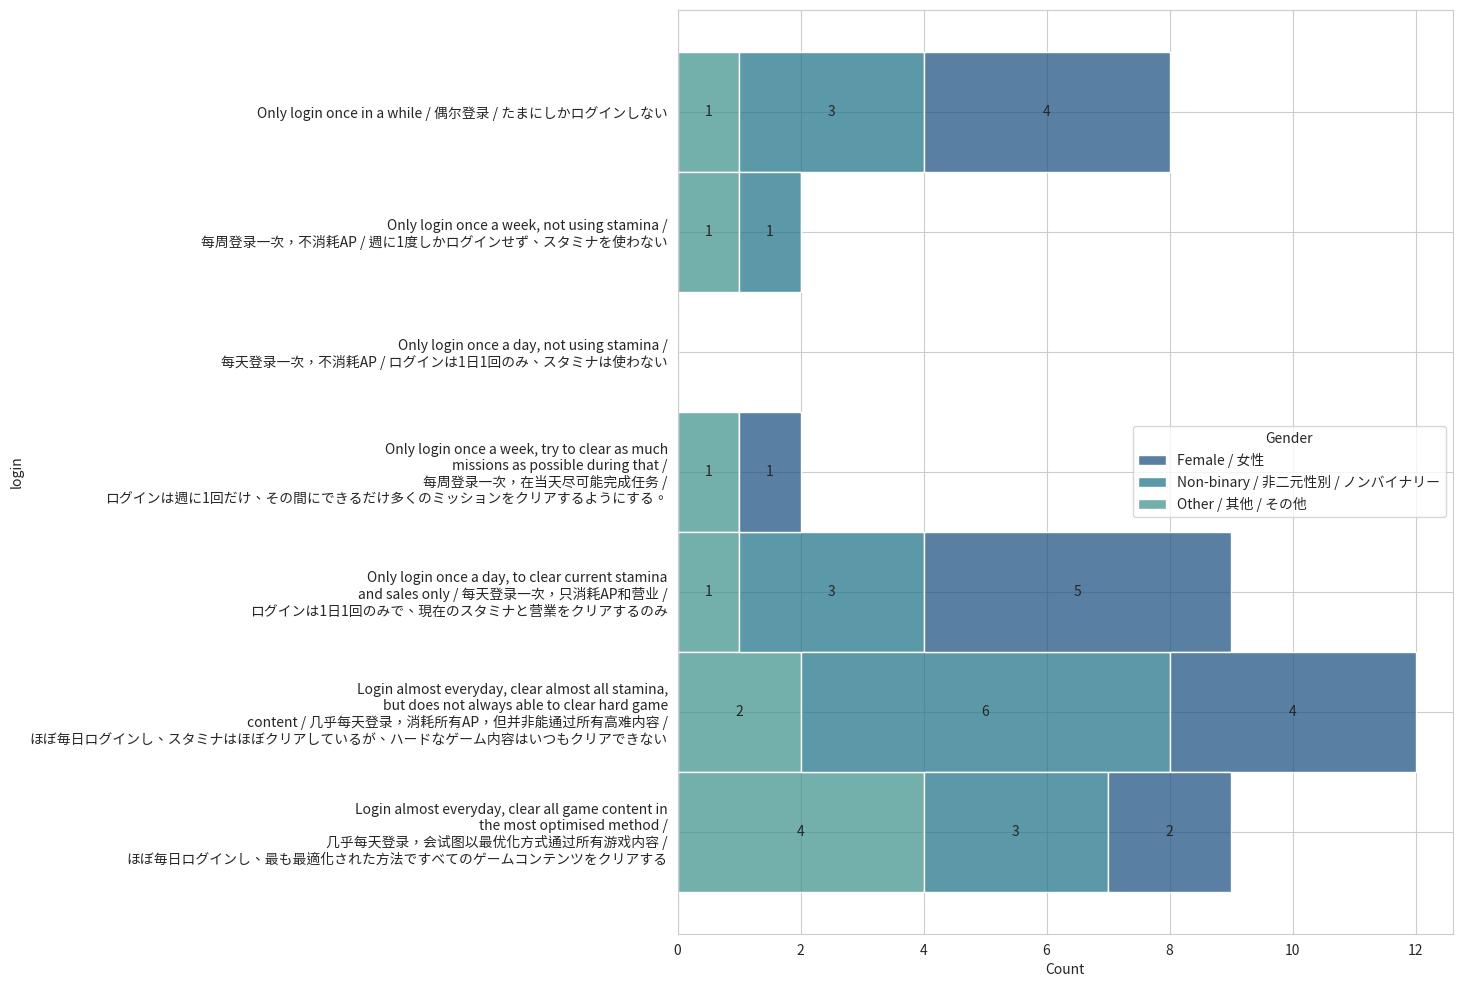 Only login once in a while / 偶尔登录 / たまにしかログインしない
1
3
4
Only login once a week, not using stamina /
每周登录一次，不消耗AP / 週に1度しかログインせず、スタミナを使わない
1
1
Only login once a day, not using stamina /
每天登录一次，不消耗AP / ログインは1日1回のみ、スタミナは使わない
Only login once a week, try to clear as much
missions as possible during that /
每周登录一次，在当天尽可能完成任务 /
ログインは週に1回だけ、その間にできるだけ多くのミッションをクリアするようにする。
1
1
Gender
Female / 女性
Non-binary / 非二元性別 / ノンバイナリー
Other / 其他 / その他
login
Only login once a day, to clear current stamina
and sales only / 每天登录一次，只消耗AP和营业 /
ログインは1日1回のみで、現在のスタミナと営業をクリアするのみ
1
3
5
Login almost everyday, clear almost all stamina,
but does not always able to clear hard game
content / 几乎每天登录，消耗所有AP，但并非能通过所有高难内容 /
ほぼ毎日ログインし、スタミナはほぼクリアしているが、ハードなゲーム内容はいつもクリアできない
2
6
4
Login almost everyday, clear all game content in
the most optimised method /
几乎每天登录，会试图以最优化方式通过所有游戏内容 /
ほぼ毎日ログインし、最も最適化された方法ですべてのゲームコンテンツをクリアする
4
3
2
0 2 4 6 8 10 12
Count